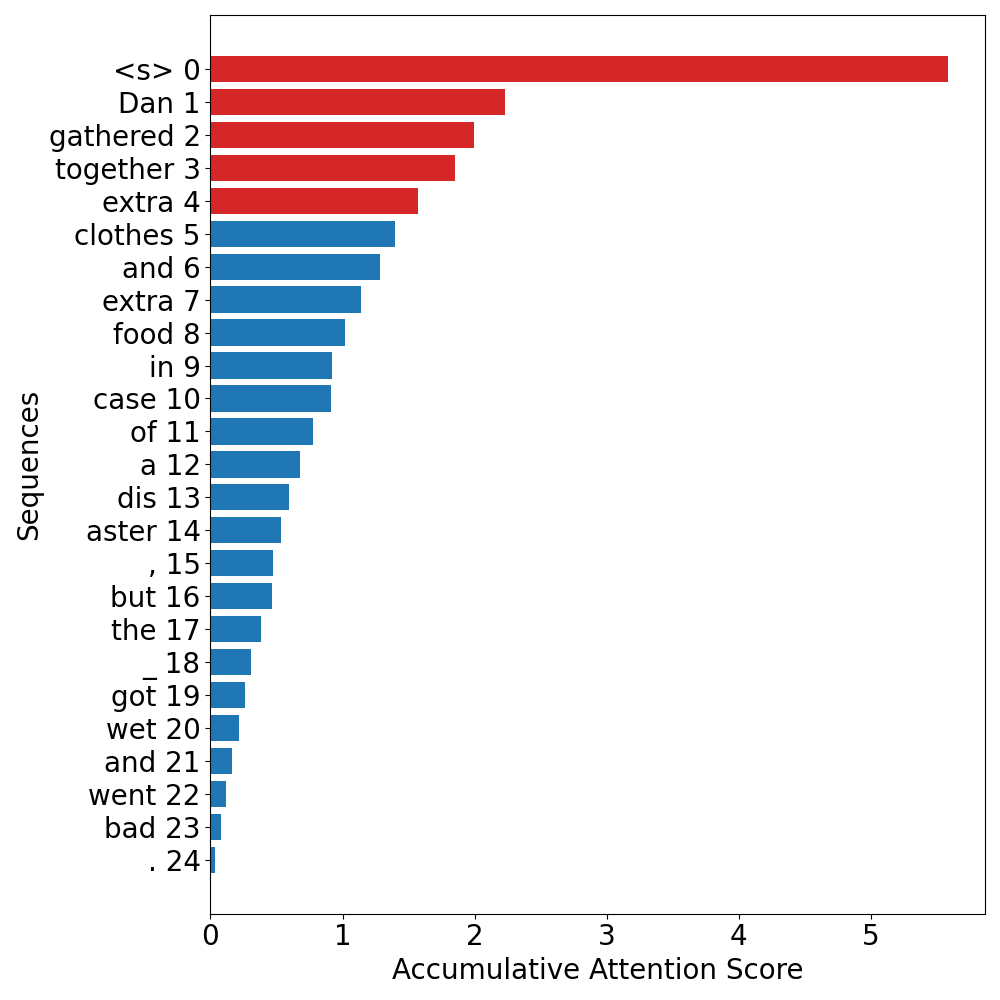 <s> 0
Dan 1
gathered 2
together 3
extra 4
clothes 5
and 6
extra 7
food 8
in 9
case 10
of 11
a 12
dis 13
aster 14
, 15
but 16
the 17
_ 18
got 19
wet 20
and 21
went 22
bad 23
. 24
Sequences
0 1 2 3 4 5
Accumulative Attention Score